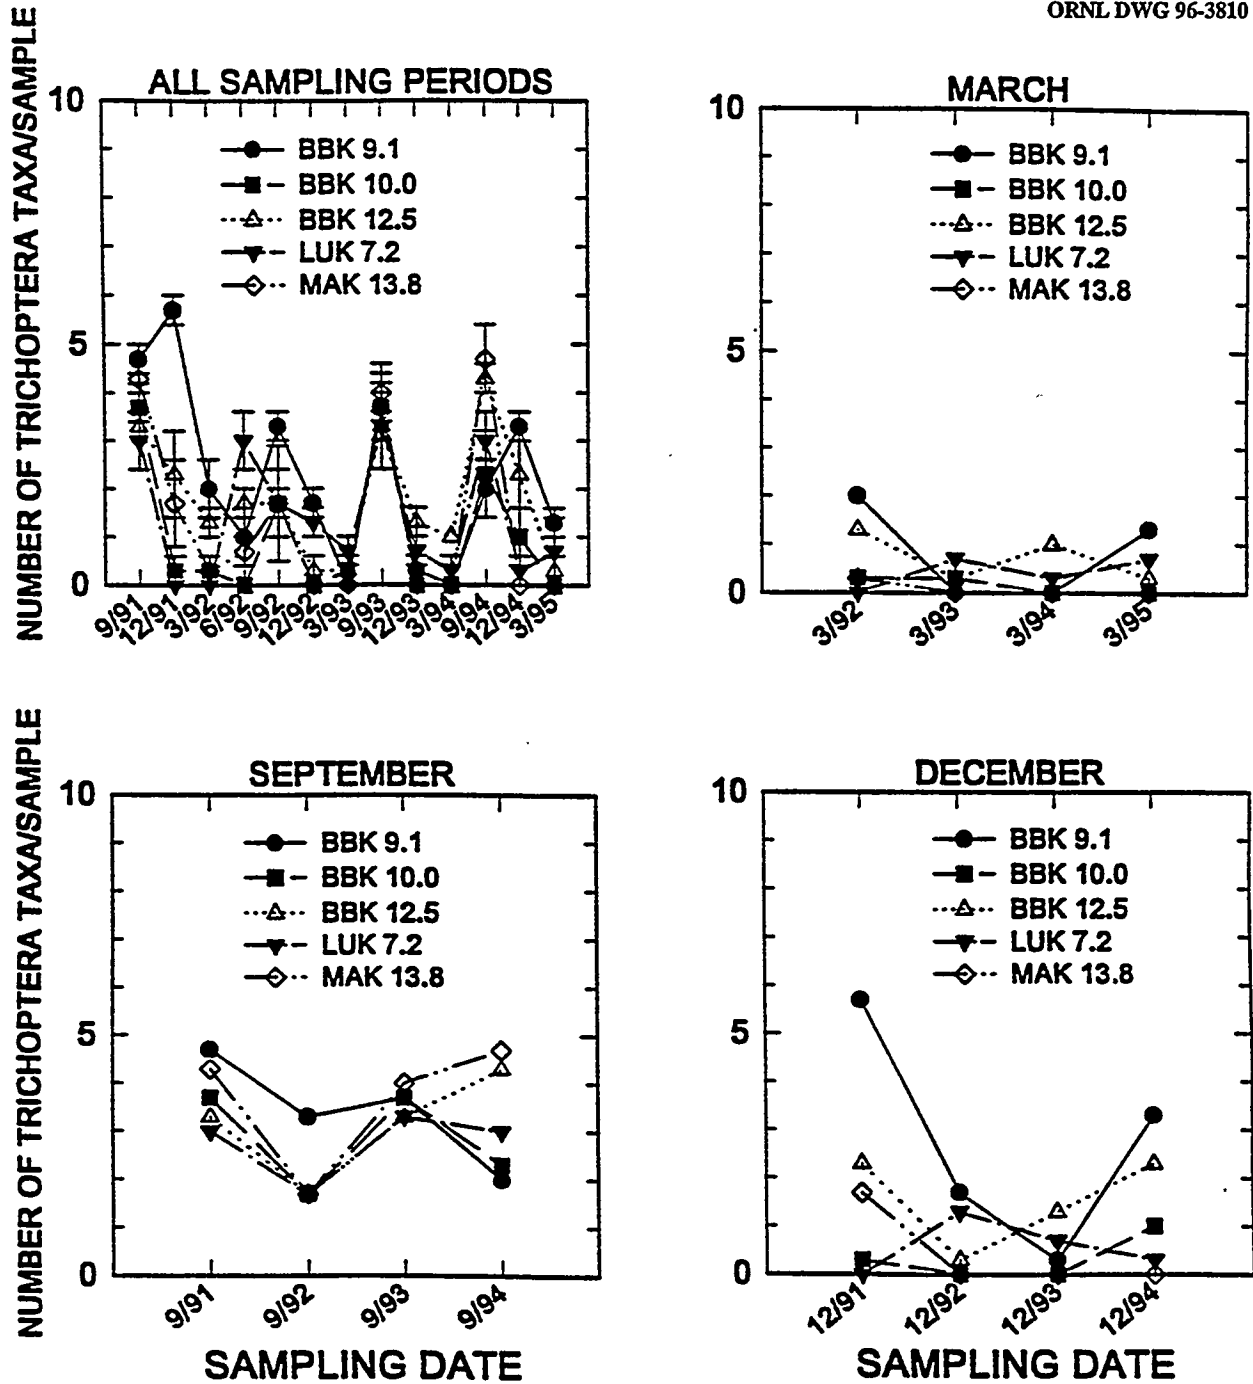 ORNL DWG 96-3810
ALL SAMPLING PERIODS
NUMBER OF TRICHOPTERA TAXA/SAMPLE
10
5
0
BBK 9.1
BBK 10.0
BBK 12.5
LUK 7.2
MAK 13.8
9/91
12/91
3/92
6/92
9/92
12/92
3/93
9/93
12/93
3/94
9/94
12/94
3/95
MARCH
10
5
0
BBK 9.1
BBK 10.0
BBK 12.5
LUK 7.2
MAK 13.8
3/92
3/93
3/94
3/95
SEPTEMBER
NUMBER OF TRICHOPTERA TAXA/SAMPLE
10
5
0
BBK 9.1
BBK 10.0
BBK 12.5
LUK 7.2
MAK 13.8
9/91
9/92
9/93
9/94
SAMPLING DATE
DECEMBER
10
5
0
BBK 9.1
BBK 10.0
BBK 12.5
LUK 7.2
MAK 13.8
12/91
12/92
12/93
12/94
SAMPLING DATE